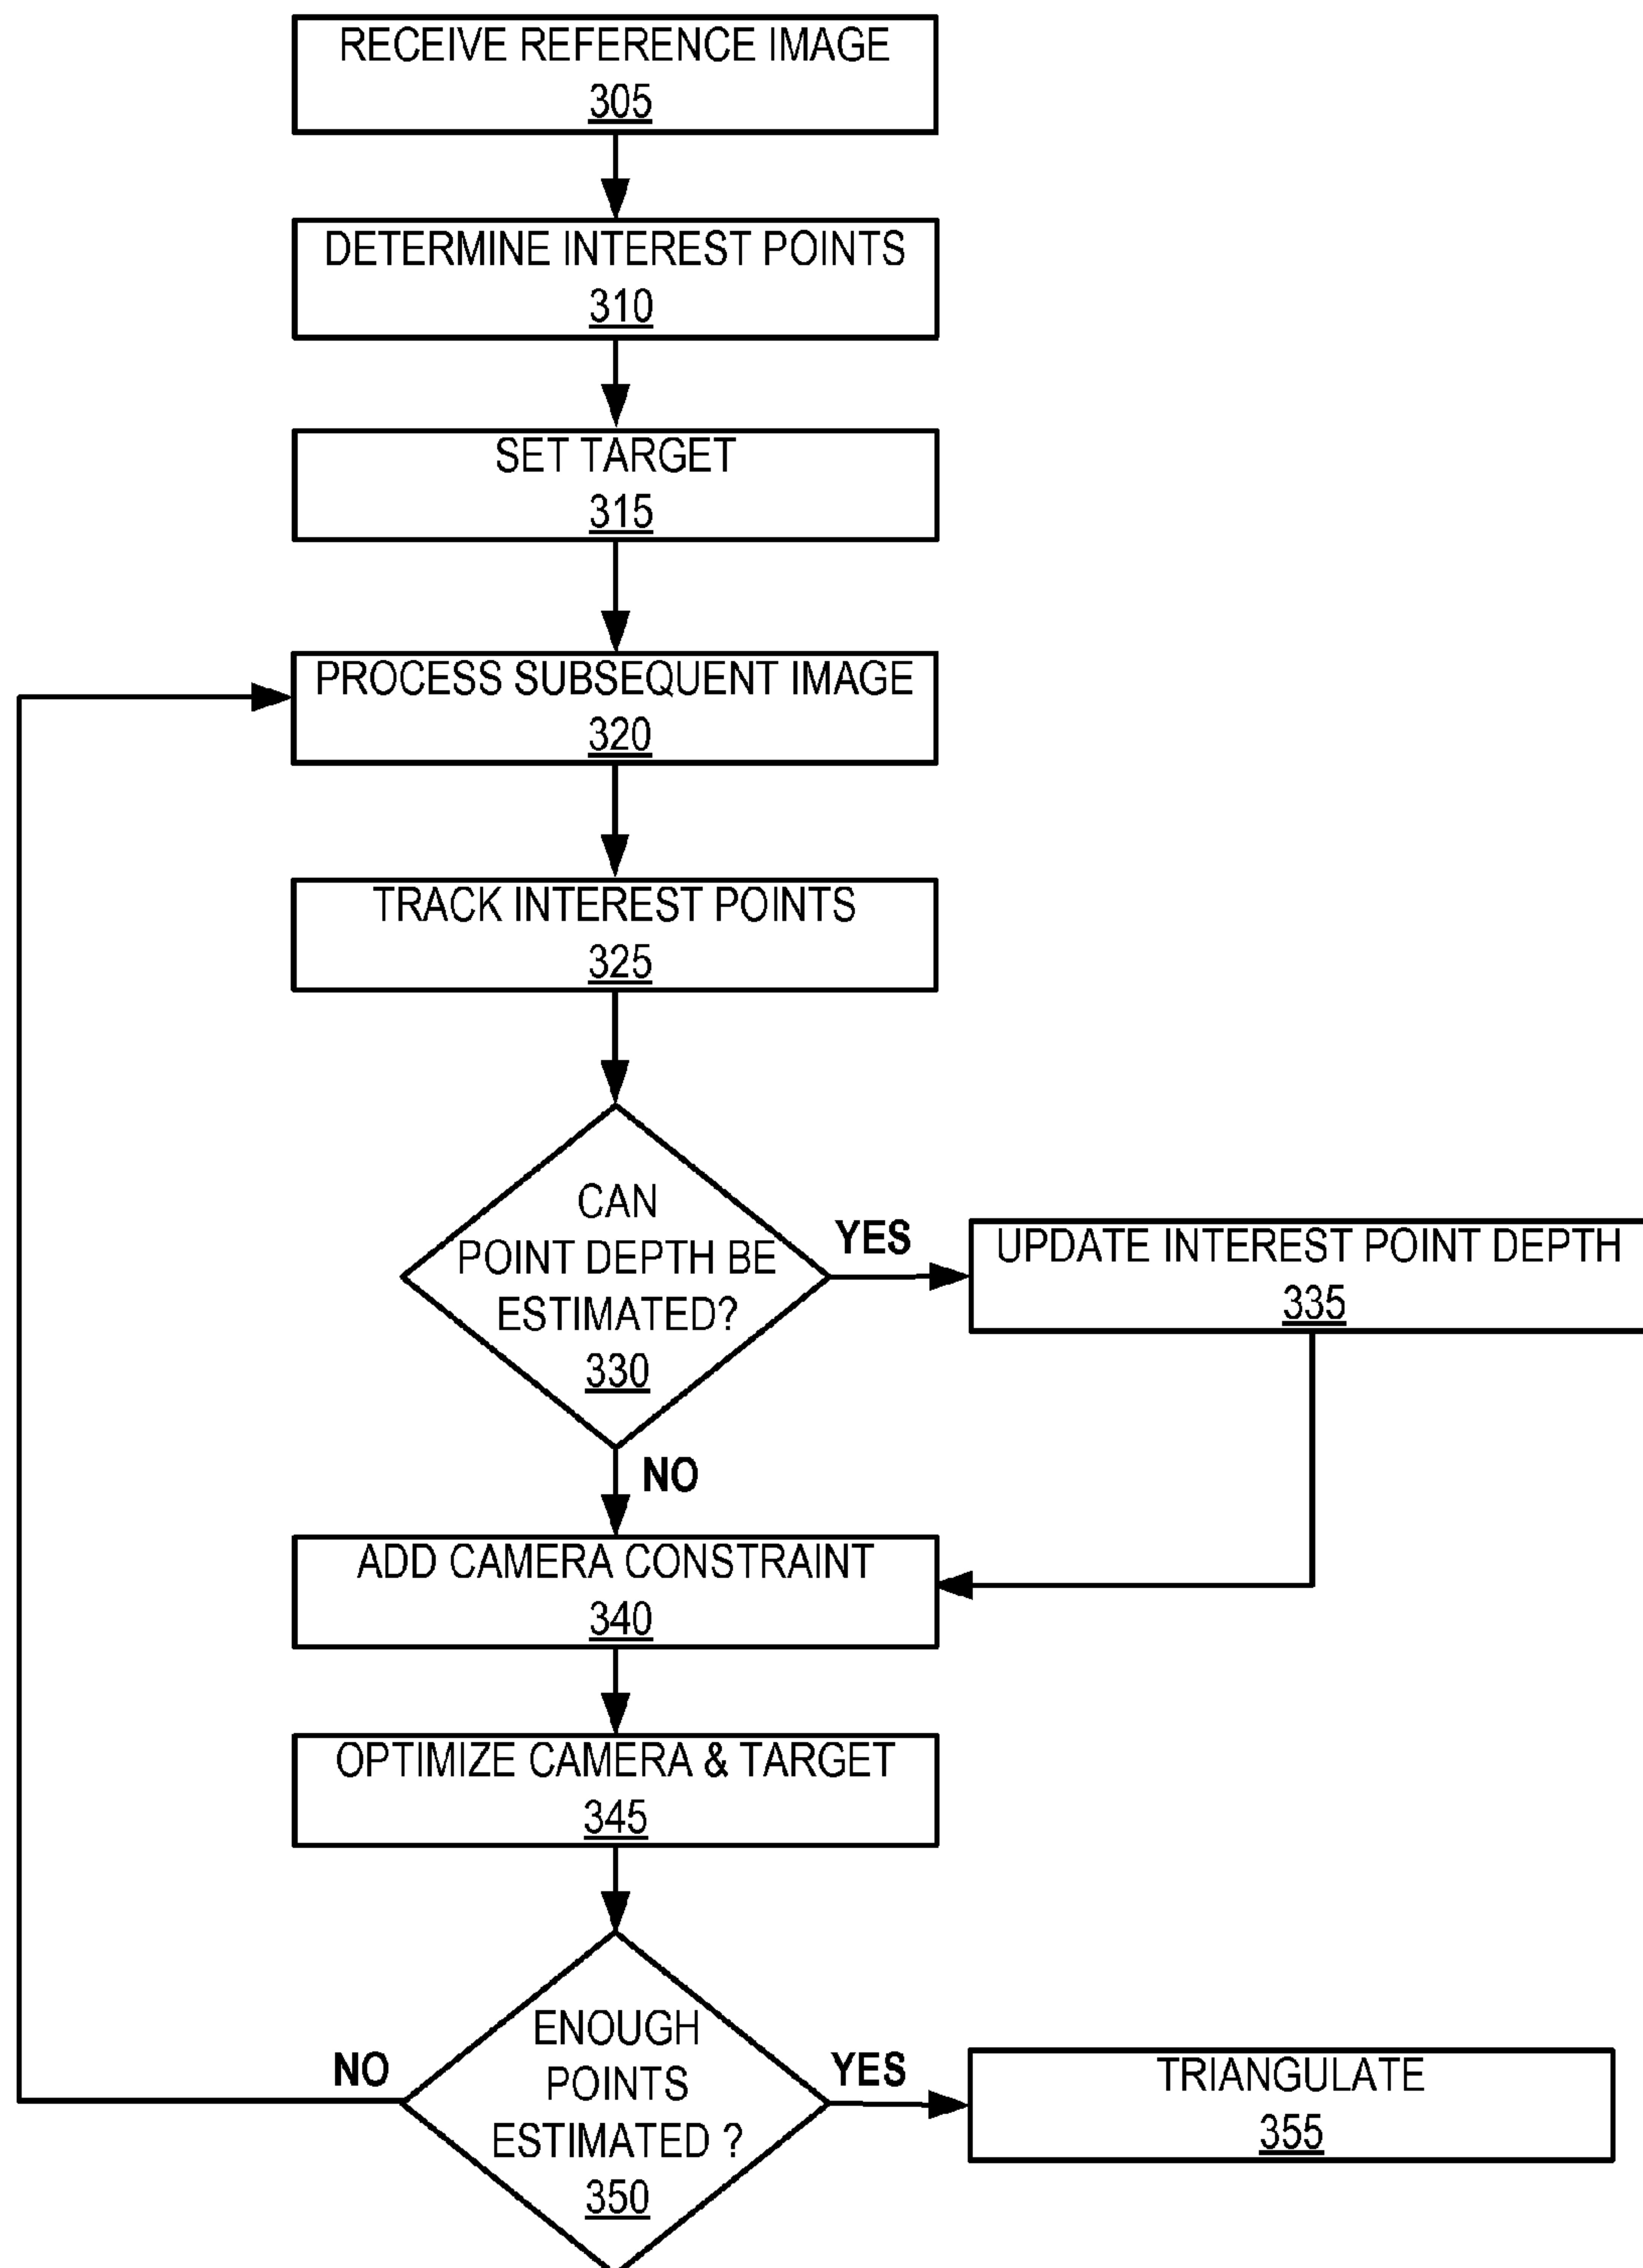 RECEIVE REFERENCE IMAGE
305
DETERMINE INTEREST POINTS
310
SET TARGET
315
PROCESS SUBSEQUENT IMAGE
320
TRACK INTEREST POINTS
325
CAN
POINT DEPTH BE
ESTIMATED?
330
YES
UPDATE INTEREST POINT DEPTH
335
NO
ADD CAMERA CONSTRAINT
340
OPTIMIZE CAMERA & TARGET
345
ENOUGH
POINTS
ESTIMATED ?
350
NO
YES
TRIANGULATE
355